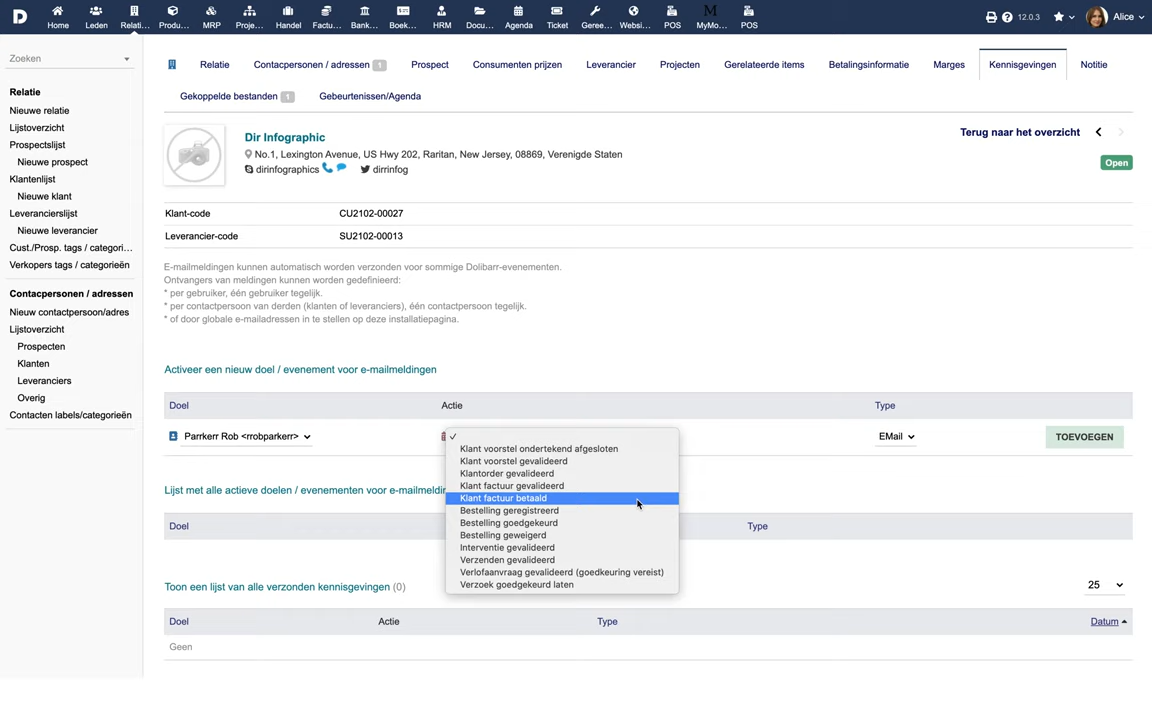 D Home Leden Relati... Produ... MRP Proje... Handel Factu... Bank... Boek... HRM Docu... Agenda Ticket Geree... Websi... POS M MyMo... POS 12.0.3 Alice
Zoeken
Relatie
Nieuwe relatie
Lijstoverzicht
Prospectslijst
Nieuwe prospect
Klantenlijst
Nieuwe klant
Leverancierslijst
Nieuwe leverancier
Cust./Prosp. tags / categori...
Verkopers tags / categorieën
Contacpersonen / adressen
Nieuw contactpersoon/adres
Lijstoverzicht
Prospecten
Klanten
Leveranciers
Overig
Contacten labels/categorieën
Relatie Contacpersonen / adressen 1 Prospect Consumenten prijzen Leverancier Projecten Gerelateerde items Betalingsinformatie Marges Kennisgevingen Notitie
Gekoppelde bestanden 1 Gebeurtenissen/Agenda
Dir Infographic
Terug naar het overzicht
No.1, Lexington Avenue, US Hwy 202, Raritan, New Jersey, 08869, Verenigde Staten
Open
dirinfographics dirrinfog
Klant-code CU2102-00027
Leverancier-code SU2102-00013
E-mailmeldingen kunnen automatisch worden verzonden voor sommige Dolibarr-evenementen.
Ontvangers van meldingen kunnen worden gedefinieerd:
* per gebruiker, één gebruiker tegelijk.
* per contactpersoon van derden (klanten of leveranciers), één contactpersoon tegelijk.
* of door globale e-mailadressen in te stellen op deze installatiepagina.
Activeer een nieuw doel / evenement voor e-mailmeldingen
Doel Actie Type
Parrkerr Rob <rrobparkerr> EMail TOEVOEGEN
Klant voorstel ondertekend afgesloten
Klant voorstel gevalideerd
Klantorder gevalideerd
Klant factuur gevalideerd
Klant factuur betaald
Bestelling geregistreerd
Bestelling goedgekeurd
Bestelling geweigerd
Interventie gevalideerd
Verzenden gevalideerd
Verlofaanvraag gevalideerd (goedkeuring vereist)
Verzoek goedgekeurd laten
Lijst met alle actieve doelen / evenementen voor e-mailmeldin
Doel Type
Toon een lijst van alle verzonden kennisgevingen (0) 25
Doel Actie Type Datum
Geen